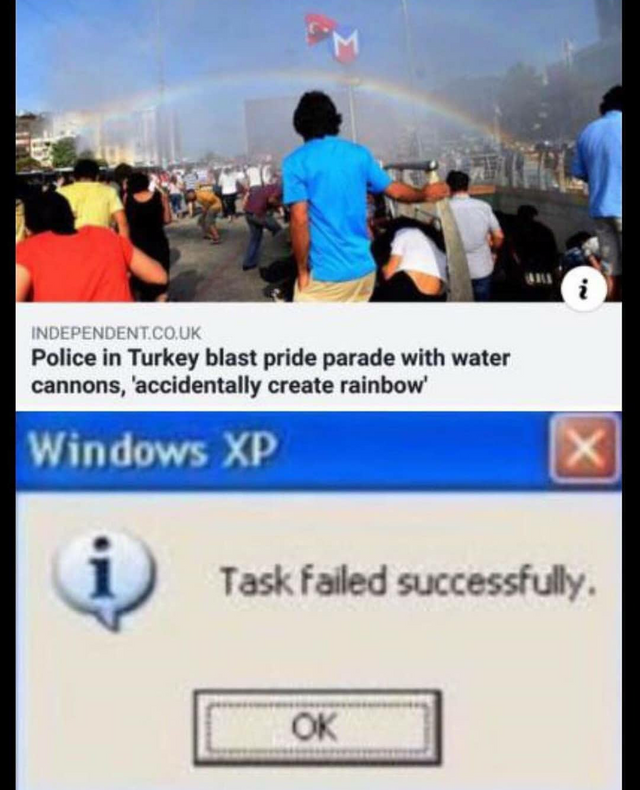 M
i
INDEPENDENT.CO.UK
Police in Turkey blast pride parade with water
cannons, 'accidentally create rainbow'
Windows XP
i
Task failed successfully.
OK